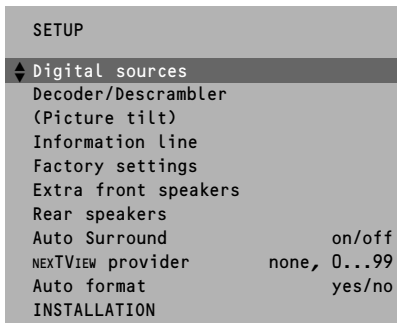 SETUP
Digital sources
Decoder/Descrambler
(Picture tilt)
Information line
Factory settings
Extra front speakers
Rear speakers
Auto Surround on/off
NEXTVIEW provider none, 0...99
Auto format yes/no
INSTALLATION